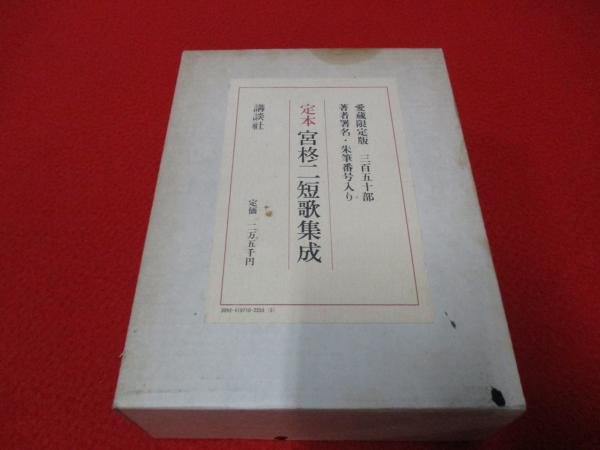 愛蔵限定版 三百五十部
著者署名・朱筆番号入り
定本 宮柊二短歌集成
講談社
定価 二万五千円